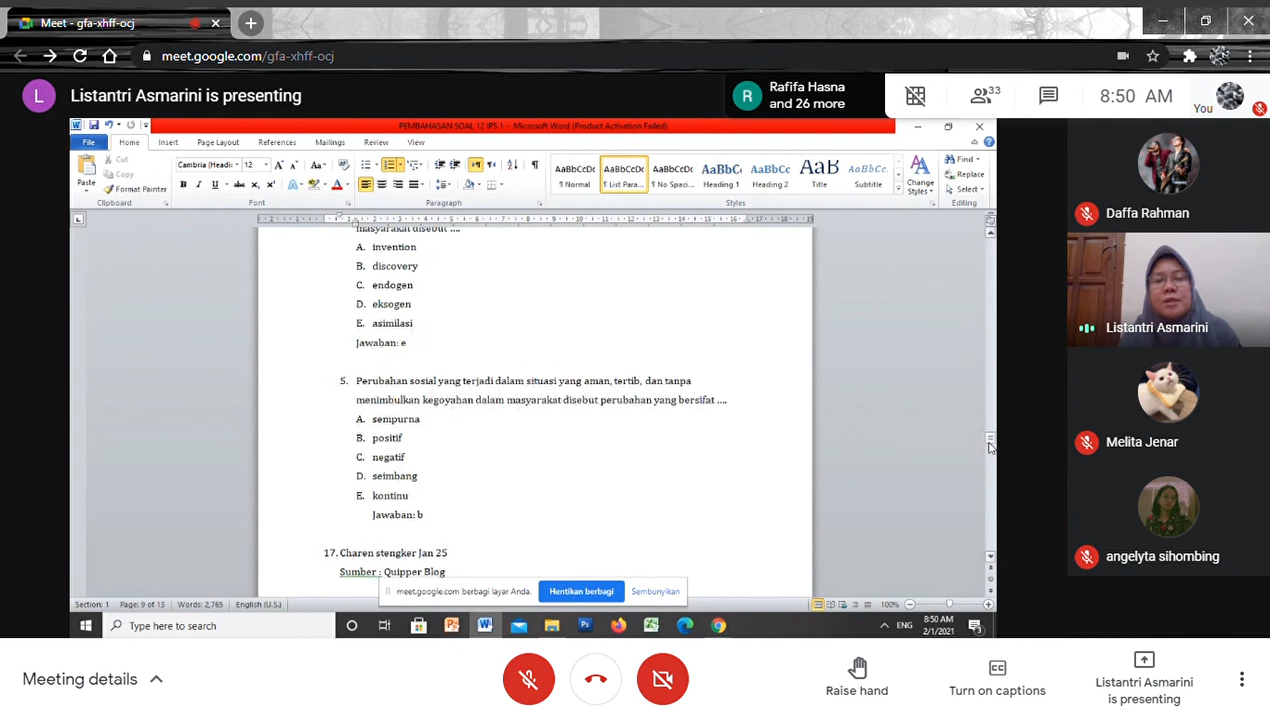 Meet - gfa-xhff-ocj
meet.google.com/gfa-xhff-ocj
L
Listantri Asmarini is presenting
R
Rafifa Hasna
and 26 more
33
8:50 AM
You
PEMBAHASAN SOAL 12 IPS 1 - Microsoft Word (Product Activation Failed)
File Home Insert Page Layout References Mailings Review View
Paste
Cut
Copy
Format Painter
Cambria (Headi 12
AaBbCcDc AaBbCcDc AaBbCcDc AaBbC AaBbCc AaB AaBbCc.
¶ Normal ¶ List Para... ¶ No Spaci... Heading 1 Heading 2 Title Subtitle
Change
Styles
Find
Replace
Select
Clipboard Font Paragraph Styles Editing
masyarakat disebut ....
A. invention
B. discovery
C. endogen
D. eksogen
E. asimilasi
Jawaban: e
5. Perubahan sosial yang terjadi dalam situasi yang aman, tertib, dan tanpa
menimbulkan kegoyahan dalam masyarakat disebut perubahan yang bersifat ....
A. sempurna
B. positif
C. negatif
D. seimbang
E. kontinu
Jawaban: b
17. Charen stengker Jan 25
Sumber : Quipper Blog
meet.google.com berbagi layar Anda.
Hentikan berbagi
Sembunyikan
Section: 1 Page: 9 of 13 Words: 2,765 English (U.S.) 100%
Type here to search
ENG
8:50 AM
2/1/2021
3
Daffa Rahman
Listantri Asmarini
Melita Jenar
angelyta sihombing
Meeting details
Raise hand
Turn on captions
Listantri Asmarini
is presenting